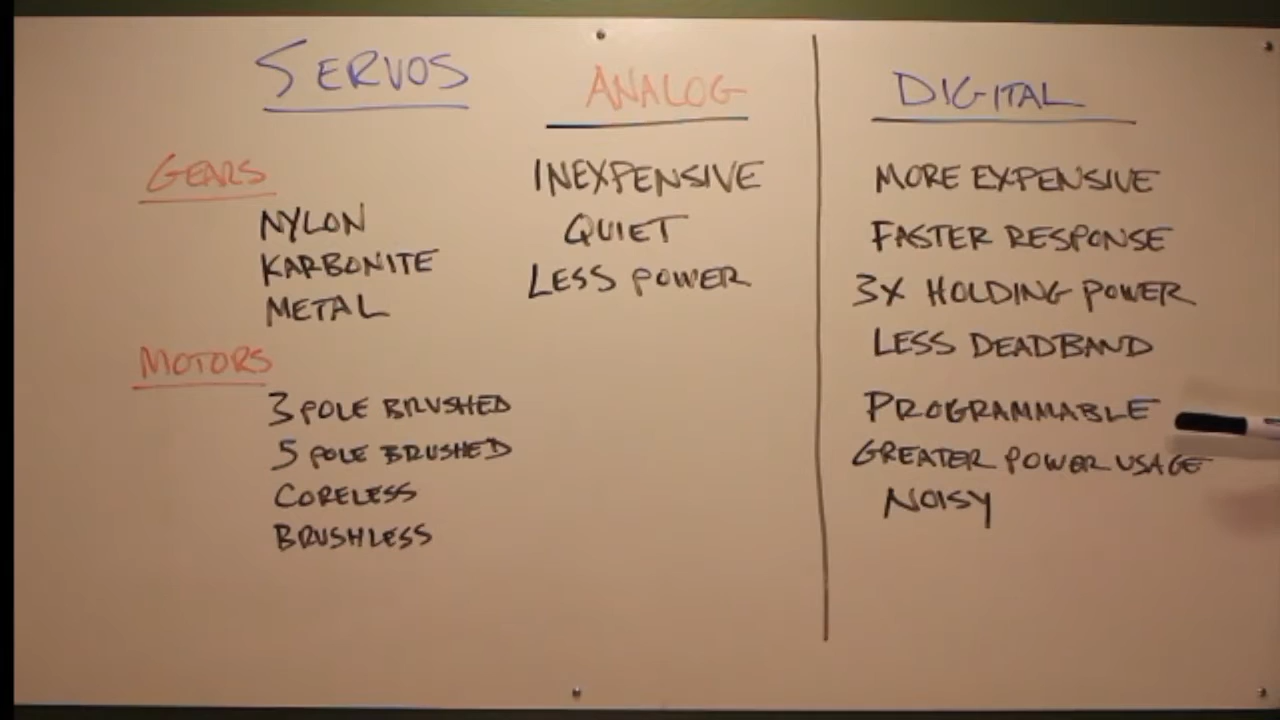 SERVOS
GEARS
NYLON
KARBONITE
METAL
MOTORS
3 POLE BRUSHED
5 POLE BRUSHED
CORELESS
BRUSHLESS
ANALOG
INEXPENSIVE
QUIET
LESS POWER
DIGITAL
MORE EXPENSIVE
FASTER RESPONSE
3X HOLDING POWER
LESS DEADBAND
PROGRAMMABLE
GREATER POWER USAGE
NOISY